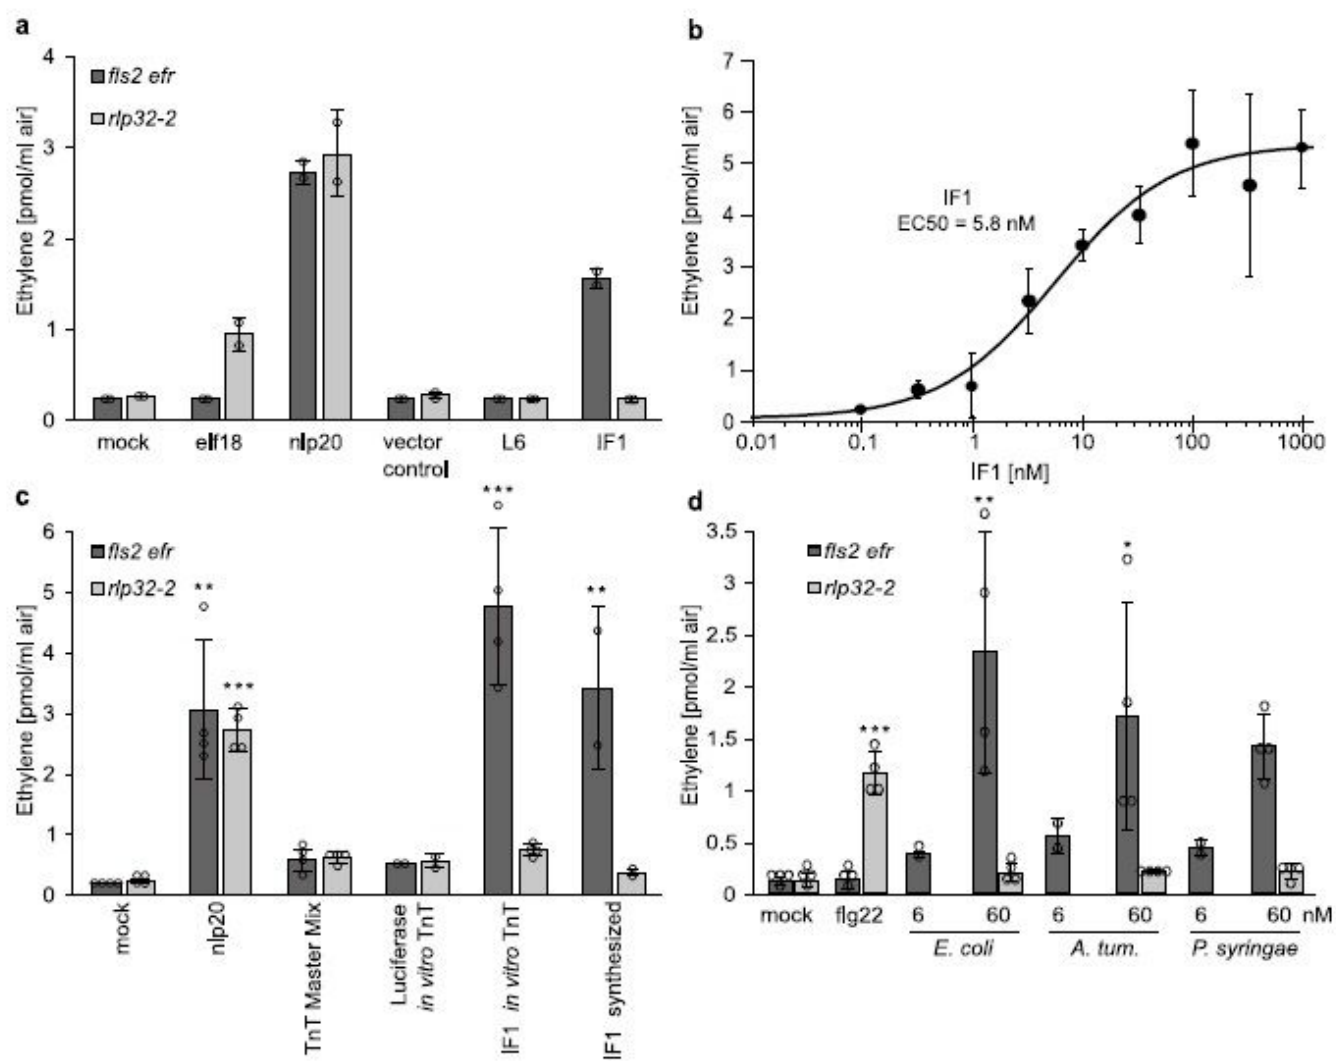 a
fls2 efr
rlp32-2
Ethylene [pmol/ml air]
4
3
2
1
0
mock elf18 nlp20 vector control L6 IF1
b
Ethylene [pmol/ml air]
7
6
5
4
3
2
1
0
IF1
EC50 = 5.8 nM
0.01 0.1 1 10 100 1000
IF1 [nM]
c
fls2 efr
rlp32-2
Ethylene [pmol/ml air]
6
5
4
3
2
1
0
**
***
***
**
mock
nlp20
TnT Master Mix
Luciferase
in vitro TnT
IF1 in vitro TnT
IF1 synthesized
d
fls2 efr
rlp32-2
Ethylene [pmol/ml air]
3.5
3
2.5
2
1.5
1
0.5
0
***
**
*
mock flg22 6 60 6 60 6 60 nM
E. coli A. tum. P. syringae